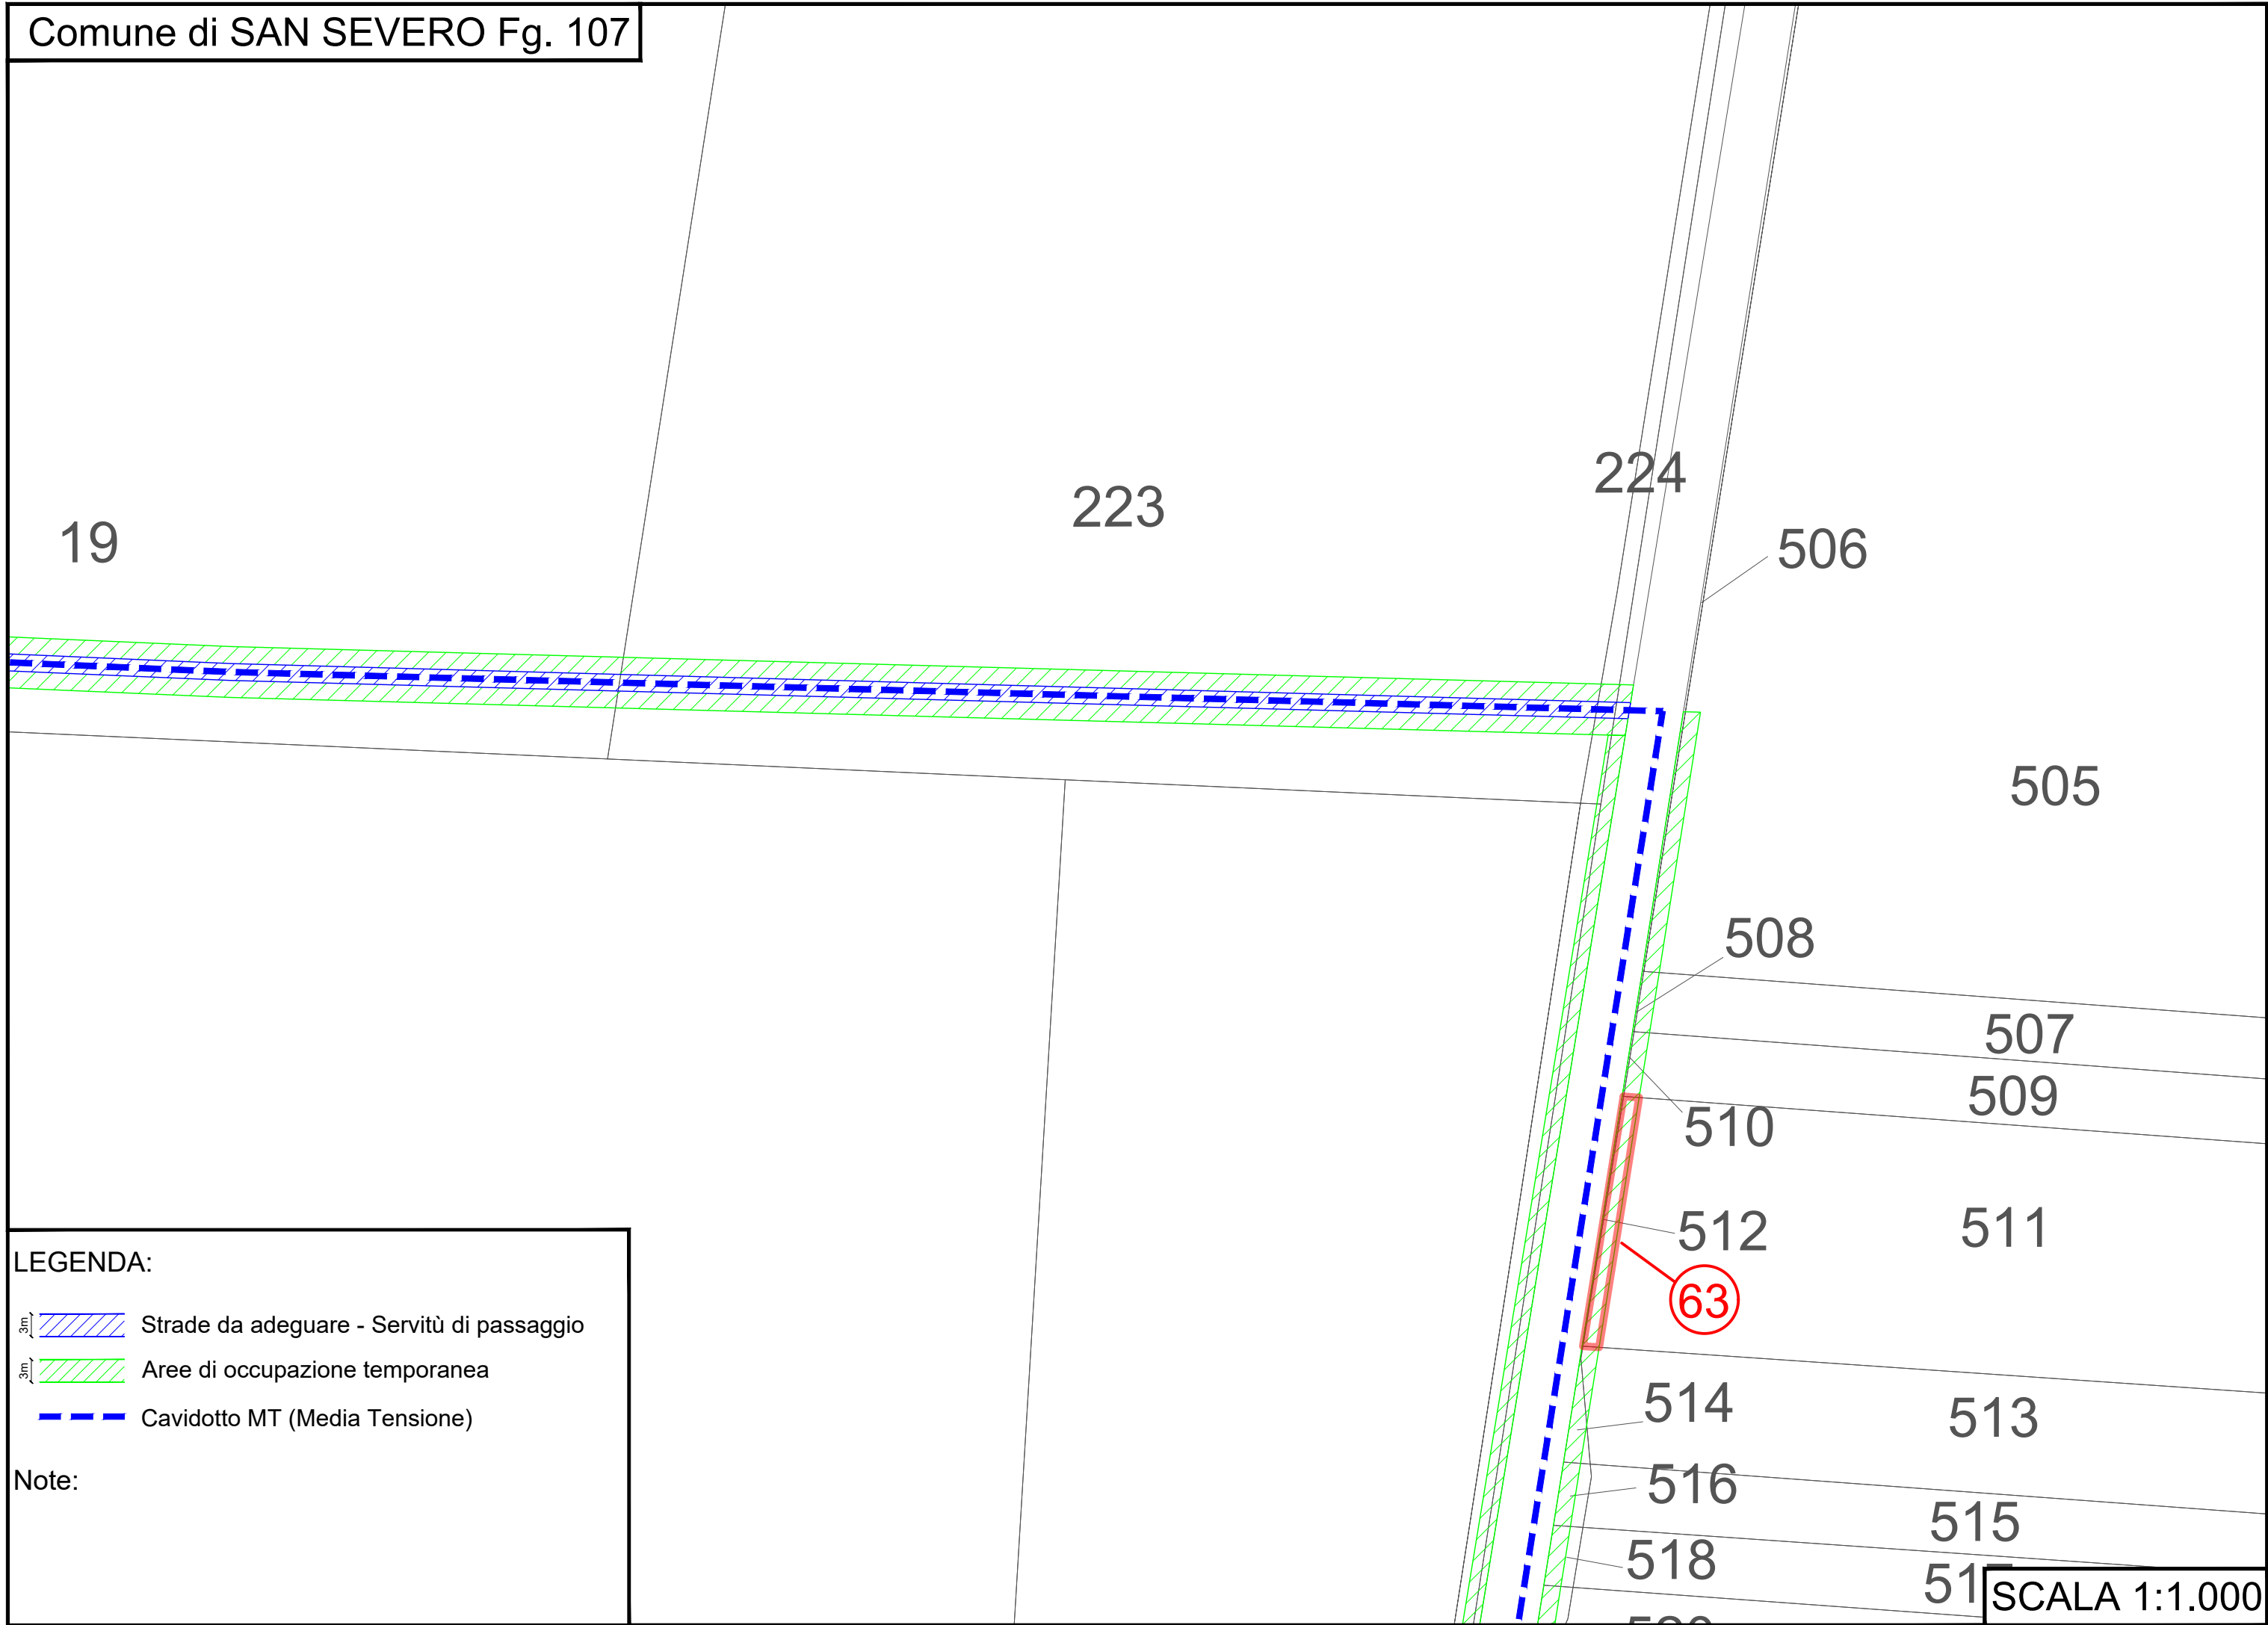 Comune di SAN SEVERO Fg. 107
224
223
19
506
505
508
507
509
510
512
511
63
514
513
516
515
518
LEGENDA:
3m Strade da adeguare - Servitù di passaggio
3m Aree di occupazione temporanea
Cavidotto MT (Media Tensione)
Note:
SCALA 1:1.000